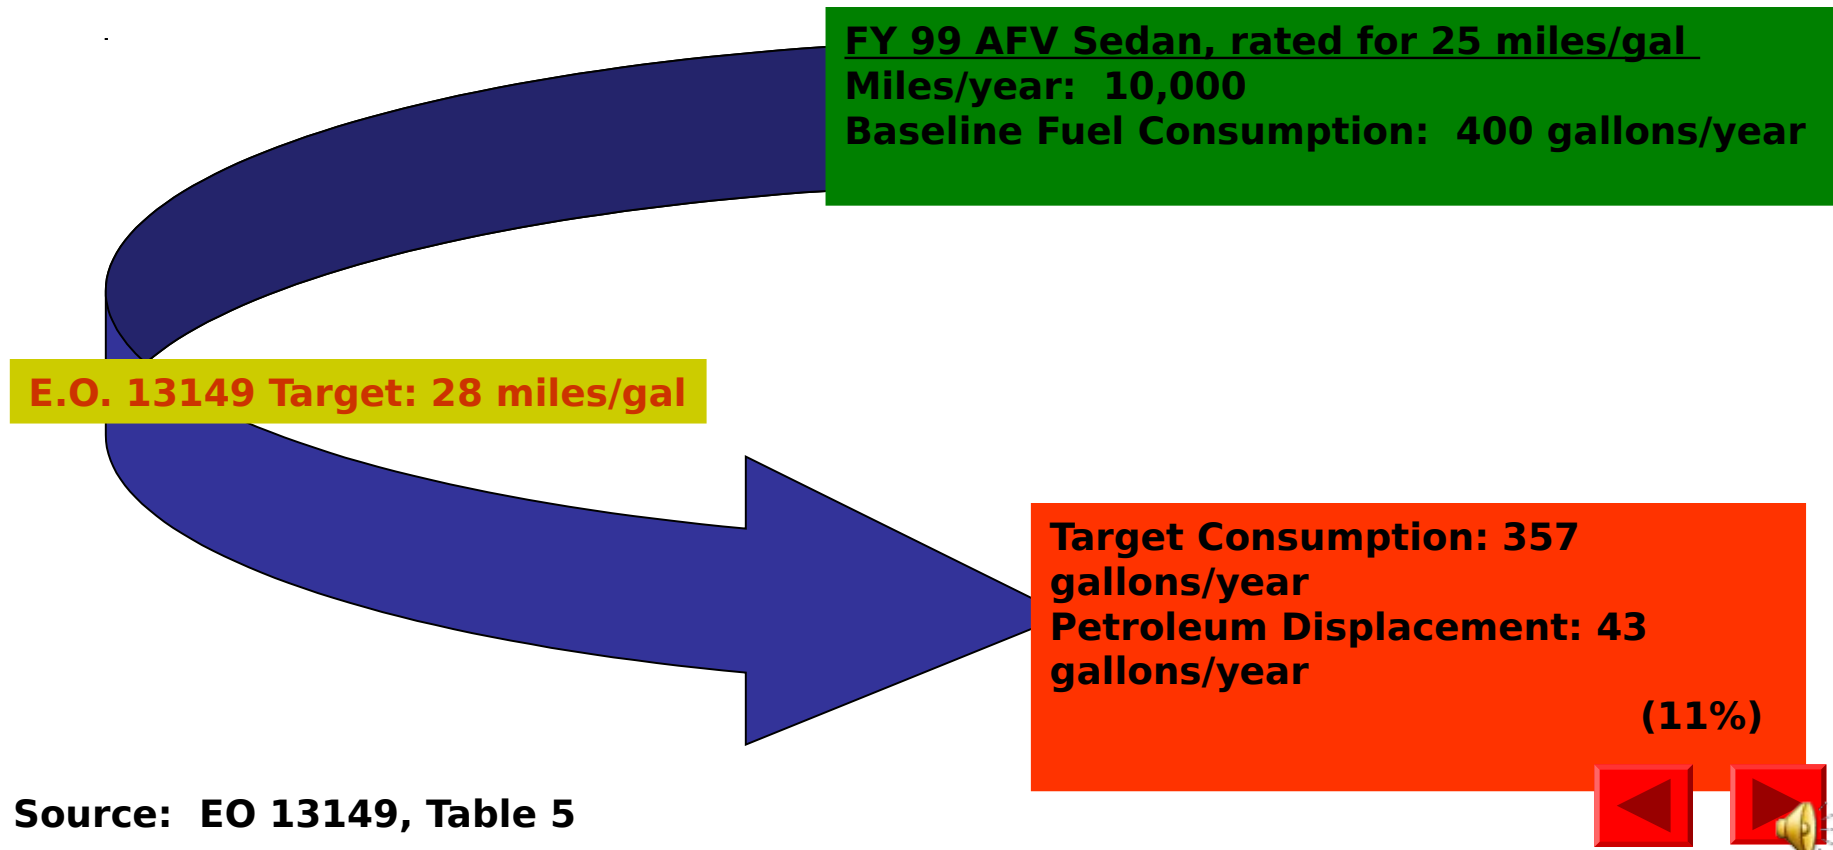 FY 99 AFV Sedan, rated for 25 miles/gal
Miles/year:  10,000
Baseline Fuel Consumption:  400 gallons/year
E.O. 13149 Target: 28 miles/gal
Target Consumption: 357
gallons/year
Petroleum Displacement: 43
gallons/year
(11%)
Source:  EO 13149, Table 5